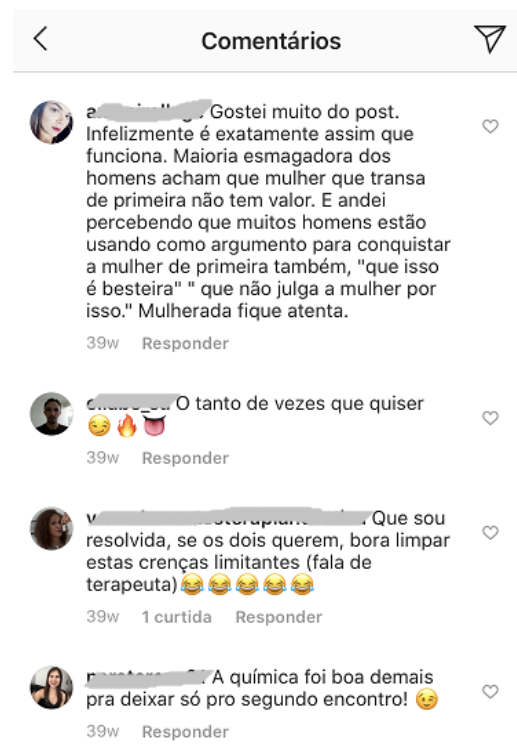 Comentários
Gostei muito do post.
Infelizmente é exatamente assim que
funciona. Maioria esmagadora dos
homens acham que mulher que transa
de primeira não tem valor. E andei
percebendo que muitos homens estão
usando como argumento para conquistar
a mulher de primeira também, "que isso
é besteira" " que não julga a mulher por
isso." Mulherada fique atenta.
39w Responder
O tanto de vezes que quiser
😏🔥👅
39w Responder
Que sou
resolvida, se os dois querem, bora limpar
estas crenças limitantes (fala de
terapeuta)😂😂😂😂😂
39w 1 curtida Responder
A química foi boa demais
pra deixar só pro segundo encontro! 😉
39w Responder